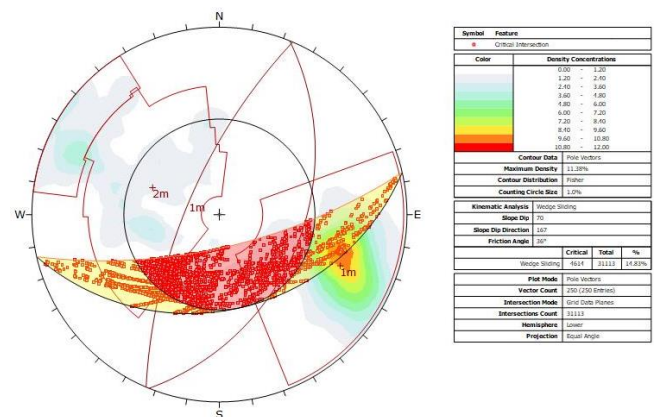 N
W
E
S
2m
1m
1m
Symbol Feature
Critical Intersection
Color Density Concentrations
0.00 - 1.20
1.20 - 2.40
2.40 - 3.60
3.60 - 4.80
4.80 - 6.00
6.00 - 7.20
7.20 - 8.40
8.40 - 9.60
9.60 - 10.80
10.80 - 12.00
Contour Data Pole Vectors
Maximum Density 11.38%
Contour Distribution Fisher
Counting Circle Size 1.0%
Kinematic Analysis Wedge Sliding
Slope Dip 70
Slope Dip Direction 167
Friction Angle 36°
Critical Total %
Wedge Sliding 4614 31113 14.83%
Plot Mode Pole Vectors
Vector Count 250 (250 Entries)
Intersection Mode Grid Data Planes
Intersections Count 31113
Hemisphere Lower
Projection Equal Angle